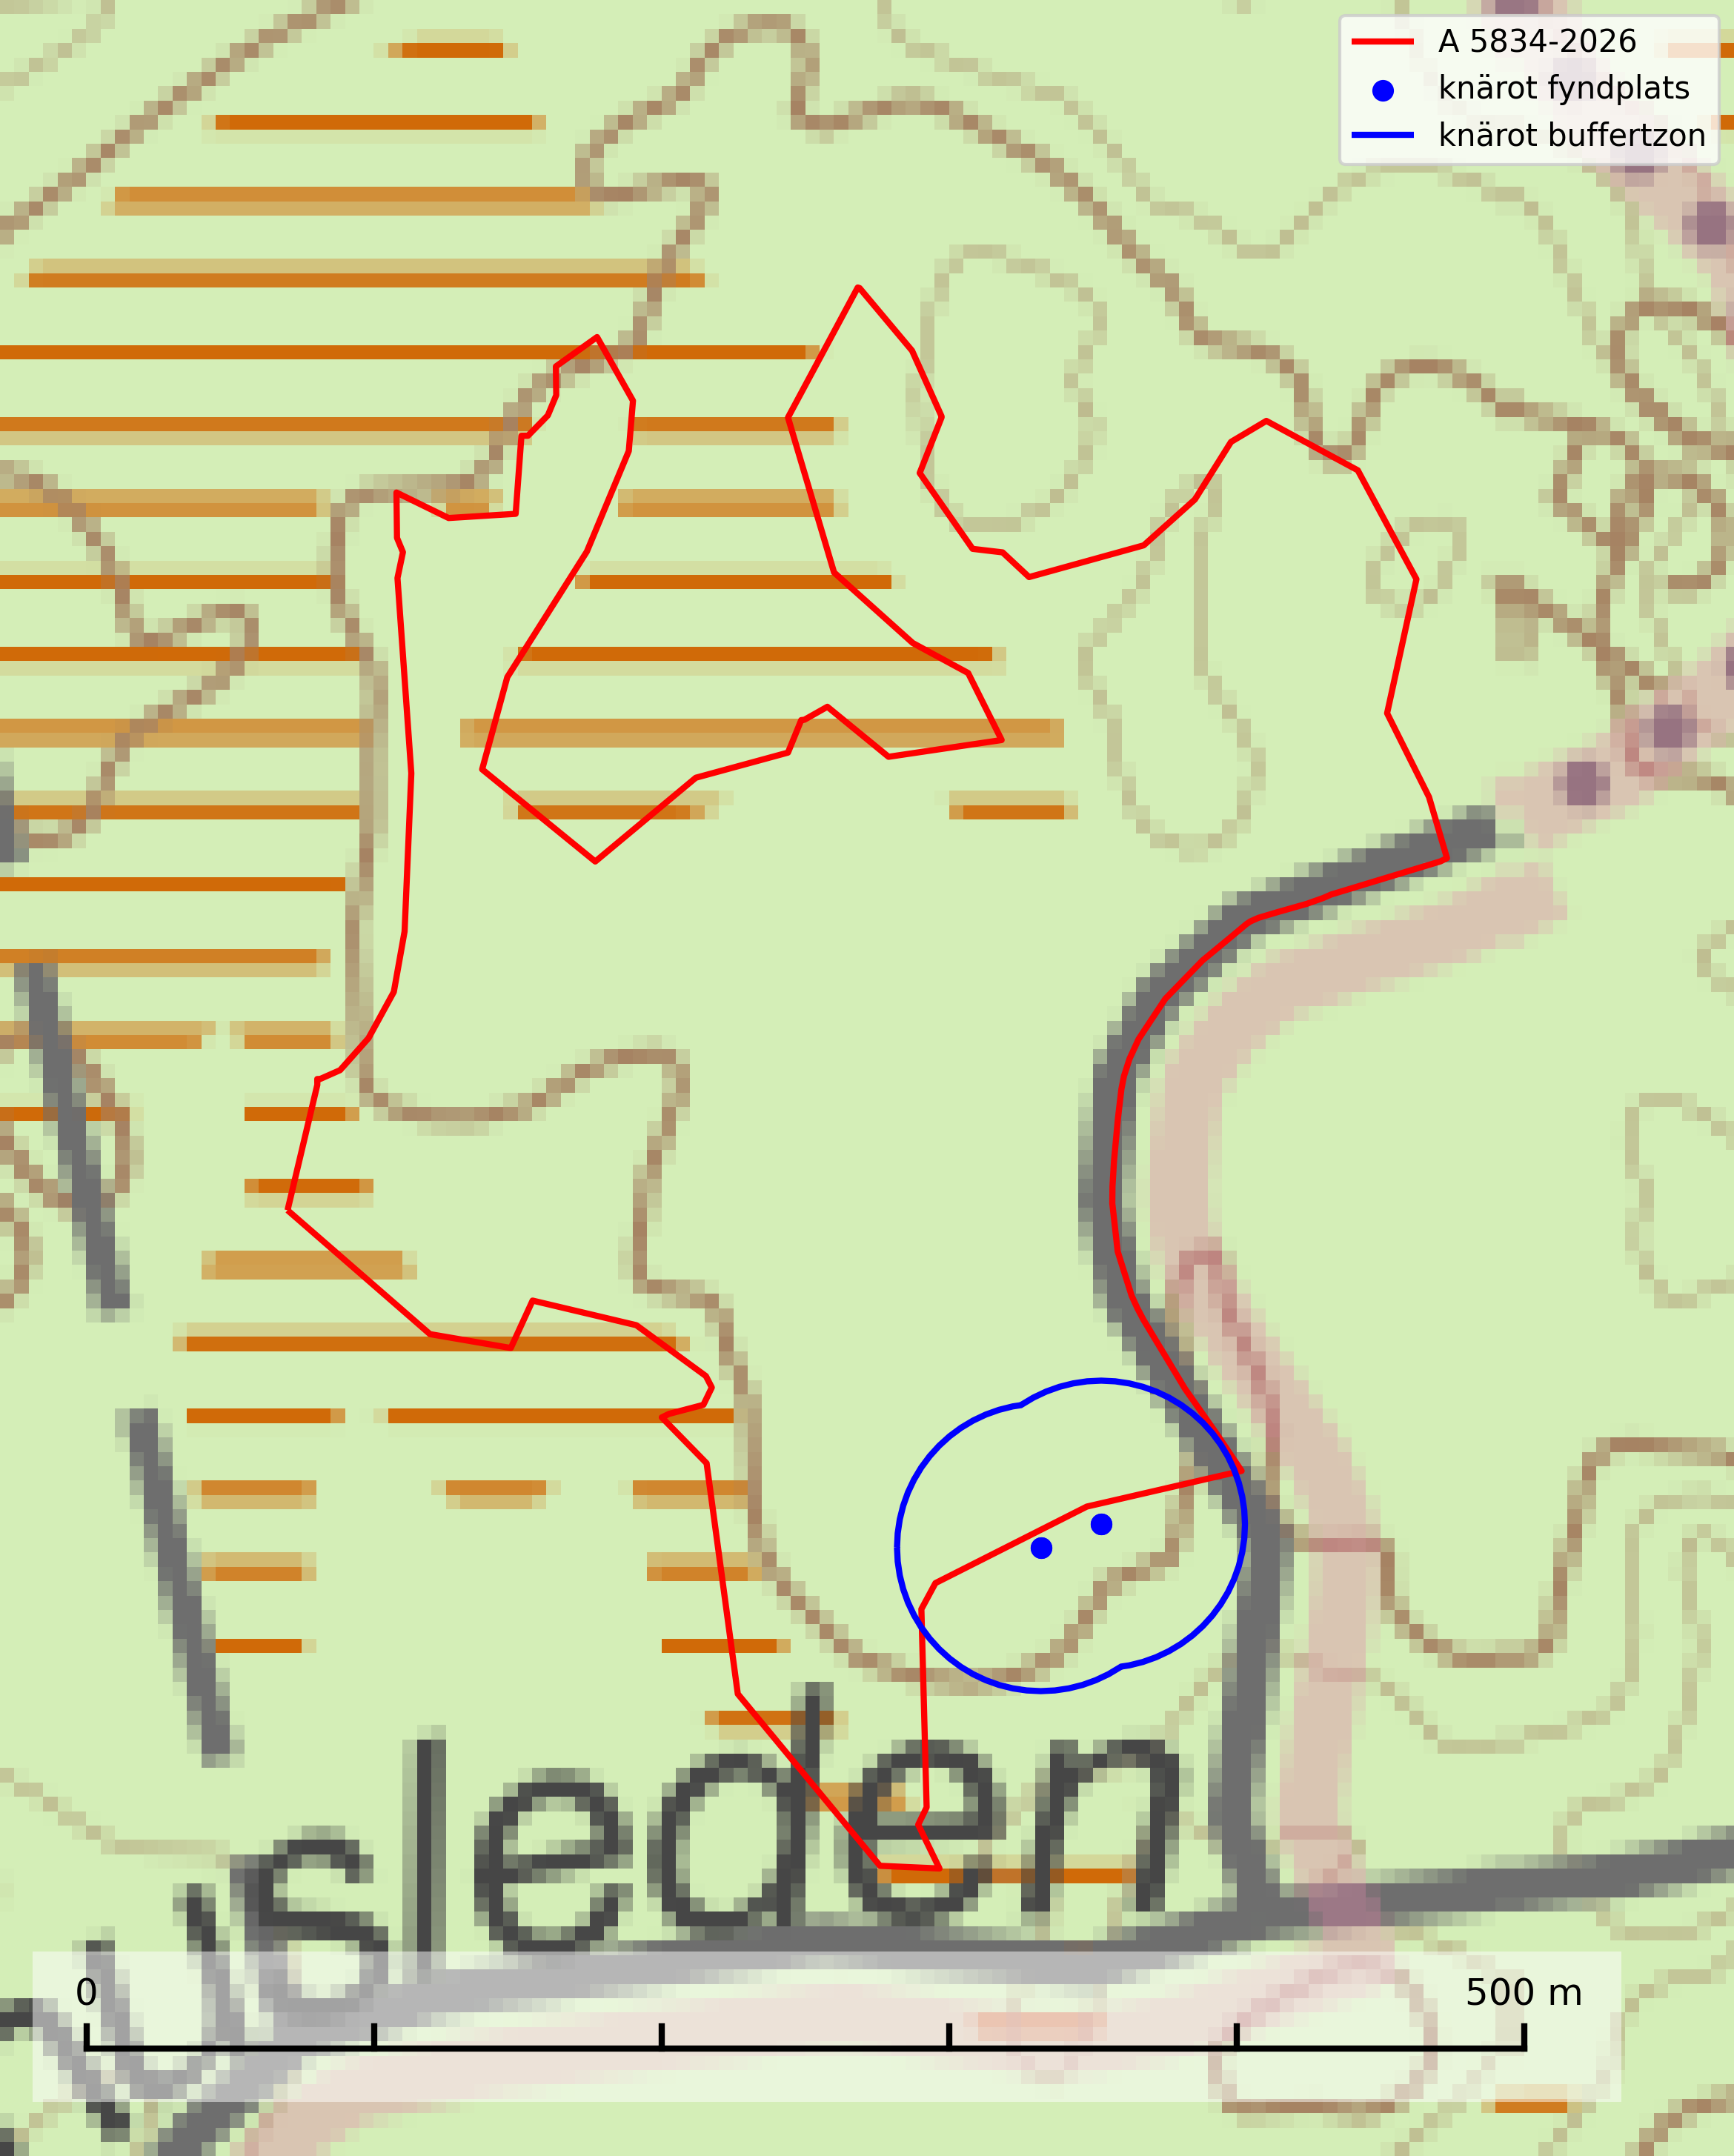 A 5834-2026
knärot fyndplats
knärot buffertzon
sleden
0 500 m